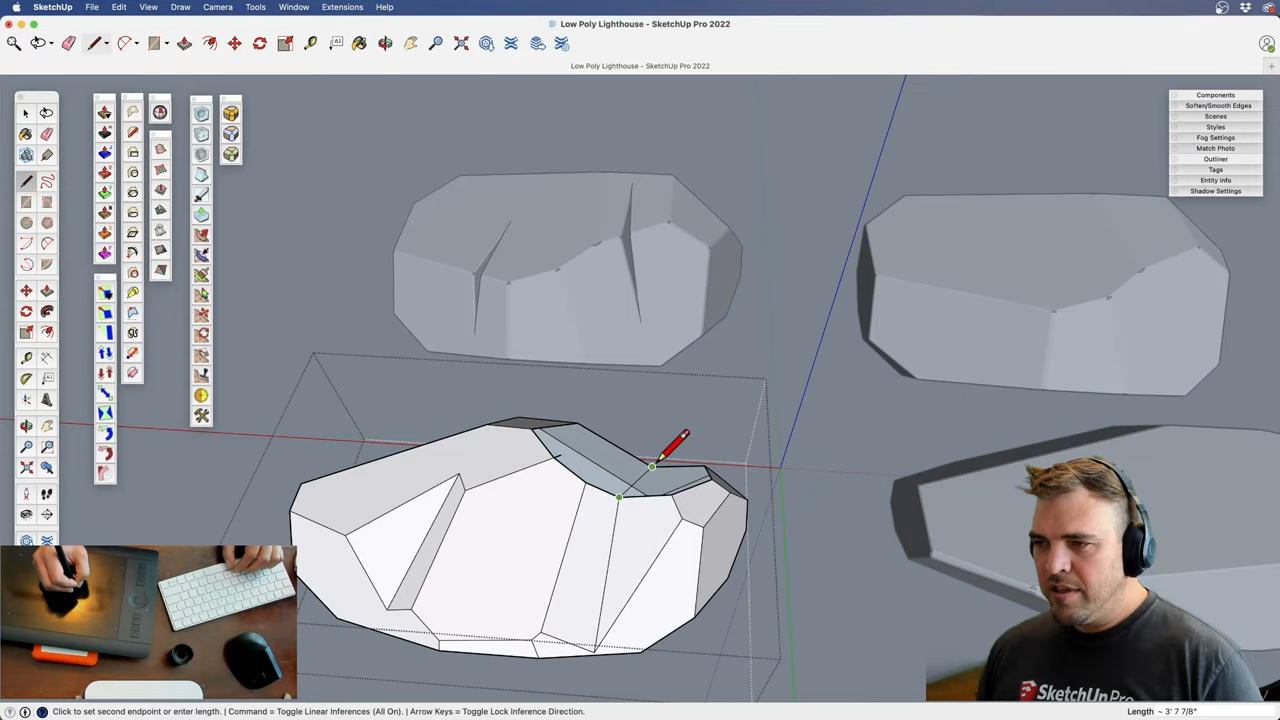 SketchUp File Edit View Draw Camera Tools Window Extensions Help
Low Poly Lighthouse - SketchUp Pro 2022
Low Poly Lighthouse - SketchUp Pro 2022
Components
Soften/Smooth Edges
Scenes
Styles
Fog Settings
Match Photo
Outliner
Tags
Entity Info
Shadow Settings
SketchUp Pro
Click to set second endpoint or enter length. | Command = Toggle Linear Inferences (All On). | Arrow Keys = Toggle Lock Inference Direction. Length ~ 3' 7 7/8"